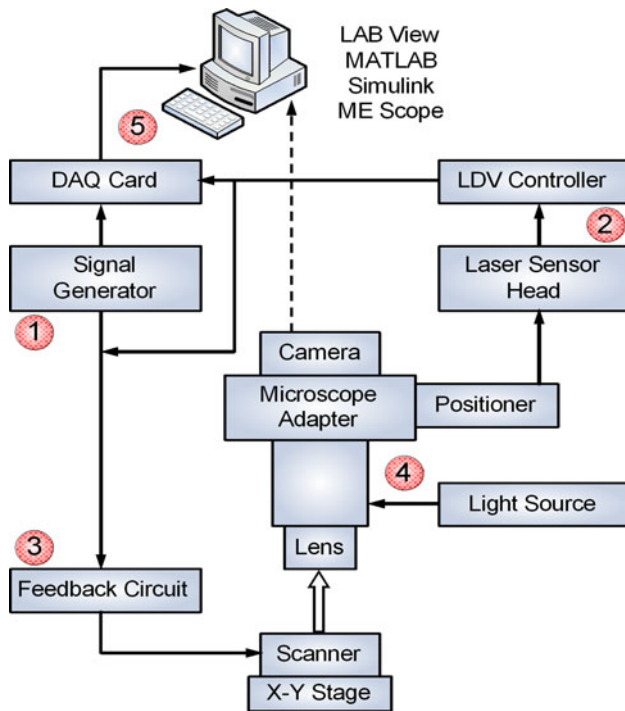 LAB View
MATLAB
Simulink
ME Scope
5
DAQ Card
LDV Controller
2
Signal
Generator
Laser Sensor
Head
1
Camera
Microscope
Adapter
Positioner
4
Light Source
Lens
3
Feedback Circuit
Scanner
X-Y Stage